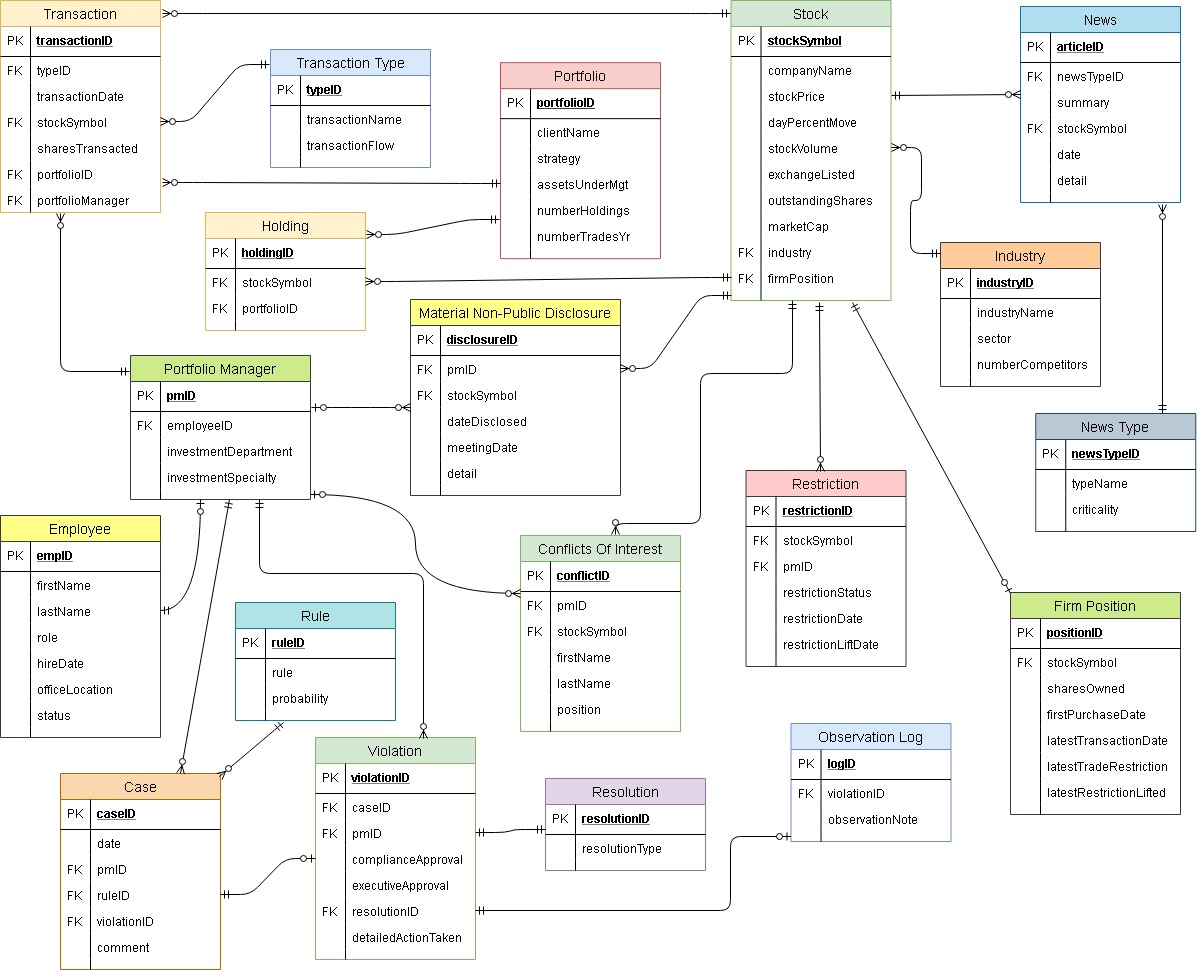 Transaction
PK transactionID
FK typeID
transactionDate
FK stockSymbol
sharesTransacted
FK portfolioID
FK portfolioManager
Transaction Type
PK typeID
transactionName
transactionFlow
Portfolio
PK portfolioID
clientName
strategy
assetsUnderMgt
numberHoldings
numberTradesYr
Stock
PK stockSymbol
companyName
stockPrice
dayPercentMove
stockVolume
exchangeListed
outstandingShares
marketCap
FK industry
FK firmPosition
News
PK articleID
FK newsTypeID
summary
FK stockSymbol
date
detail
Holding
PK holdingID
FK stockSymbol
FK portfolioID
Industry
PK industryID
industryName
sector
numberCompetitors
Material Non-Public Disclosure
PK disclosureID
FK pmID
FK stockSymbol
dateDisclosed
meetingDate
detail
Portfolio Manager
PK pmID
FK employeeID
investmentDepartment
investmentSpecialty
News Type
PK newsTypeID
typeName
criticality
Restriction
PK restrictionID
FK stockSymbol
FK pmID
restrictionStatus
restrictionDate
restrictionLiftDate
Employee
PK empID
firstName
lastName
role
hireDate
officeLocation
status
Conflicts Of Interest
PK conflictID
FK pmID
FK stockSymbol
firstName
lastName
position
Rule
PK ruleID
rule
probability
Firm Position
PK positionID
FK stockSymbol
sharesOwned
firstPurchaseDate
latestTransactionDate
latestTradeRestriction
latestRestrictionLifted
Case
PK caseID
date
FK pmID
FK ruleID
FK violationID
comment
Violation
PK violationID
FK caseID
FK pmID
complianceApproval
executiveApproval
FK resolutionID
detailedActionTaken
Resolution
PK resolutionID
resolutionType
Observation Log
PK logID
FK violationID
observationNote